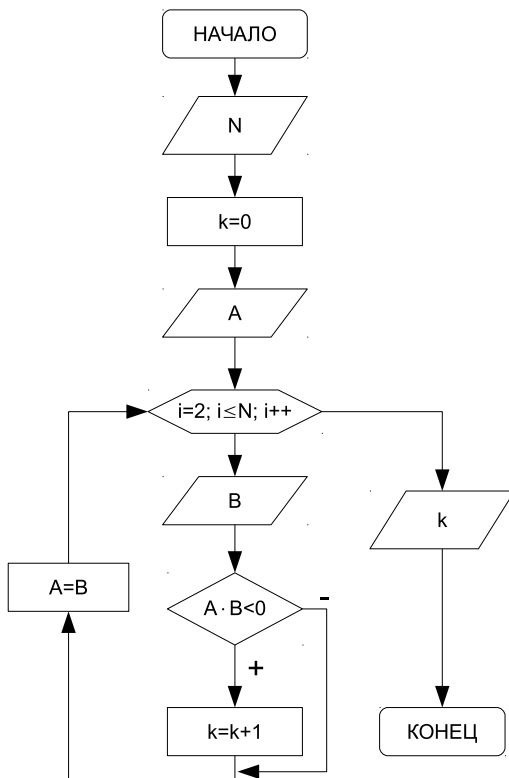 НАЧАЛО
N
k=0
A
i=2; i≤N; i++
B
k
A=B
A · B<0
-
+
k=k+1
КОНЕЦ